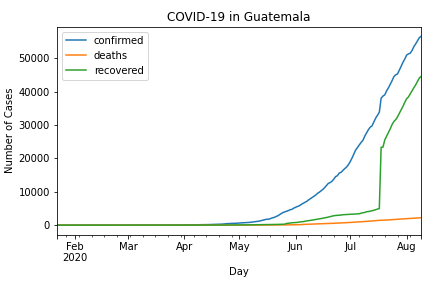 COVID-19 in Guatemala
confirmed
deaths
recovered
Number of Cases
50000
40000
30000
20000
10000
0
Feb Mar Apr May Jun Jul Aug
2020
Day